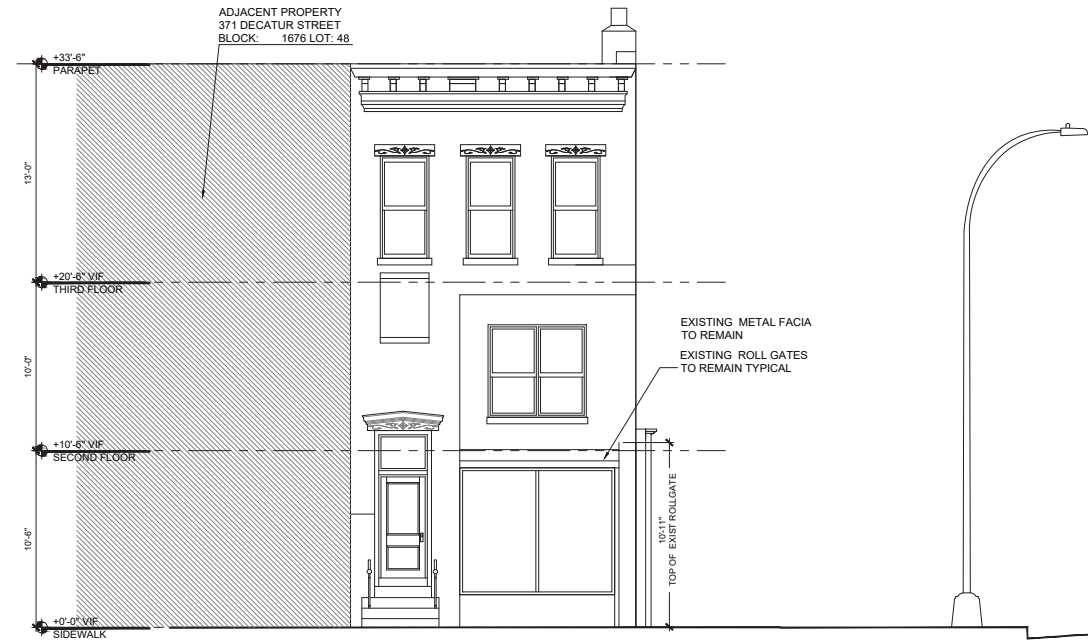 ADJACENT PROPERTY
371 DECATUR STREET
BLOCK: 1676 LOT: 48
+33'-6"
PARAPET
13'-0"
+20'-6" VIF
THIRD FLOOR
EXISTING METAL FACIA
TO REMAIN
EXISTING ROLL GATES
TO REMAIN TYPICAL
10'-0"
+10'-6" VIF
SECOND FLOOR
10'-11"
TOP OF EXIST ROLLGATE
10'-6"
+0'-0" VIF
SIDEWALK